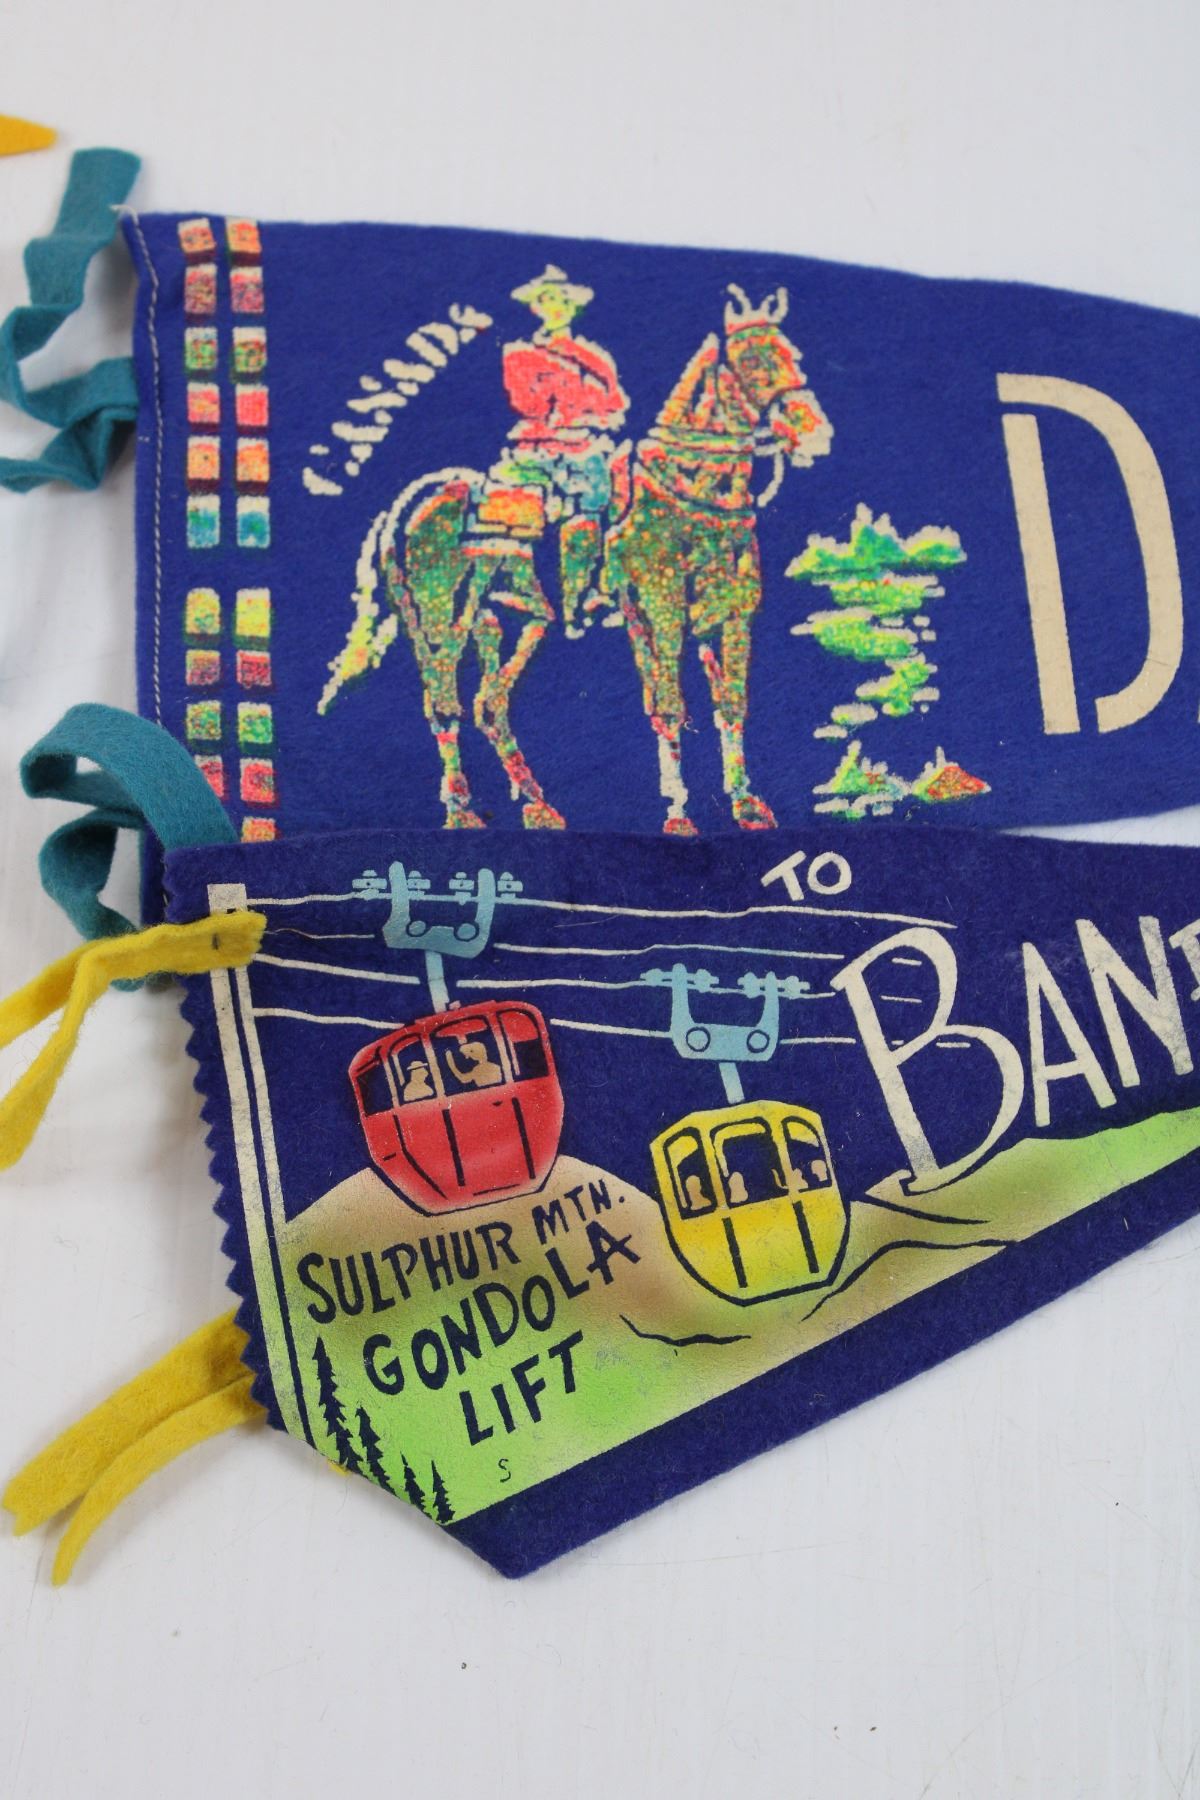 CANADA
D
TO
BAN
SULPHUR MTN.
GONDOLA
LIFT
S